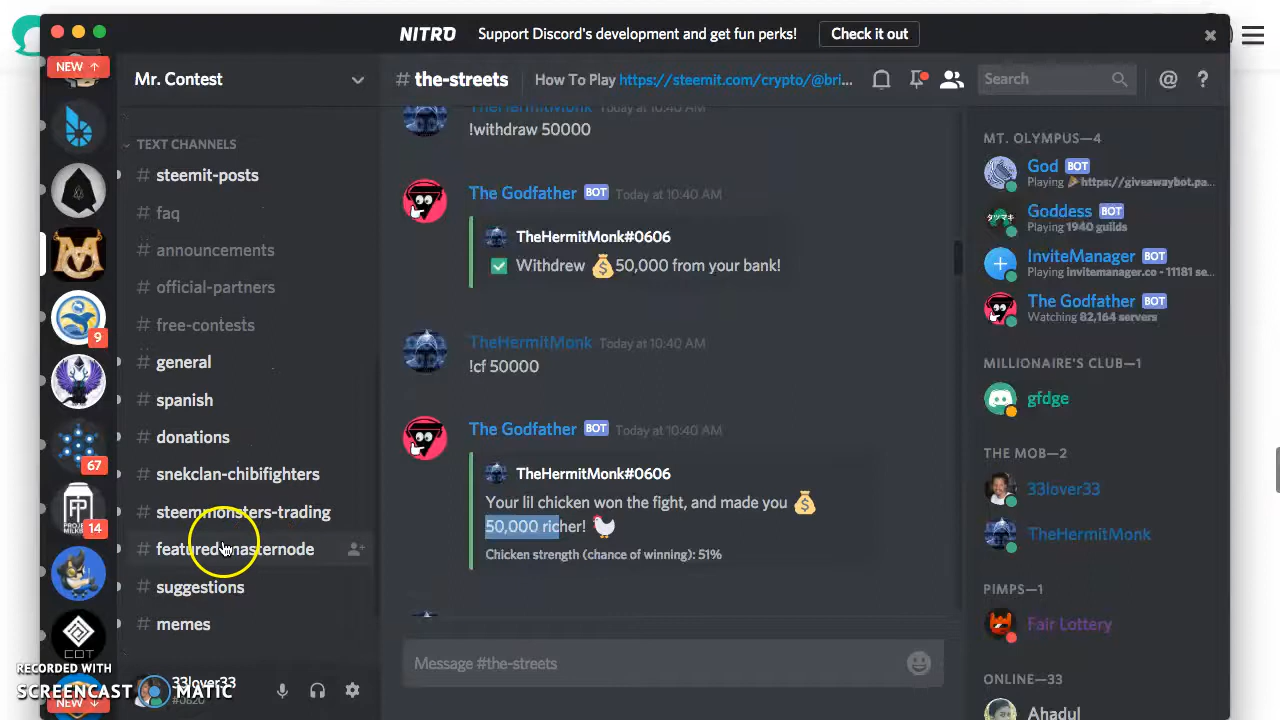 NITRO Support Discord's development and get fun perks! Check it out
NEW ↑
9
67
PROJ
14
COT
NEW ↓
Mr. Contest
TEXT CHANNELS
# steemit-posts
# faq
# announcements
# official-partners
# free-contests
# general
# spanish
# donations
# snekclan-chibifighters
# steemmonsters-trading
# featured-masternode
# suggestions
# memes
33lover33
#0820
RECORDED WITH
SCREENCAST MATIC
# the-streets How To Play https://steemit.com/crypto/@bri...
Search
@ ?
TheHermitMonk Today at 10:40 AM
!withdraw 50000
The Godfather BOT Today at 10:40 AM
TheHermitMonk#0606
Withdrew 50,000 from your bank!
TheHermitMonk Today at 10:40 AM
!cf 50000
The Godfather BOT Today at 10:40 AM
TheHermitMonk#0606
Your lil chicken won the fight, and made you
50,000 richer!
Chicken strength (chance of winning): 51%
Message #the-streets
MT. OLYMPUS—4
God BOT
Playing https://giveawaybot.pa...
Goddess BOT
Playing 1940 guilds
InviteManager BOT
Playing invitemanager.co - 11181 se...
The Godfather BOT
Watching 82,164 servers
MILLIONAIRE'S CLUB—1
gfdge
THE MOB—2
33lover33
TheHermitMonk
PIMPS—1
Fair Lottery
ONLINE—33
Ahadul